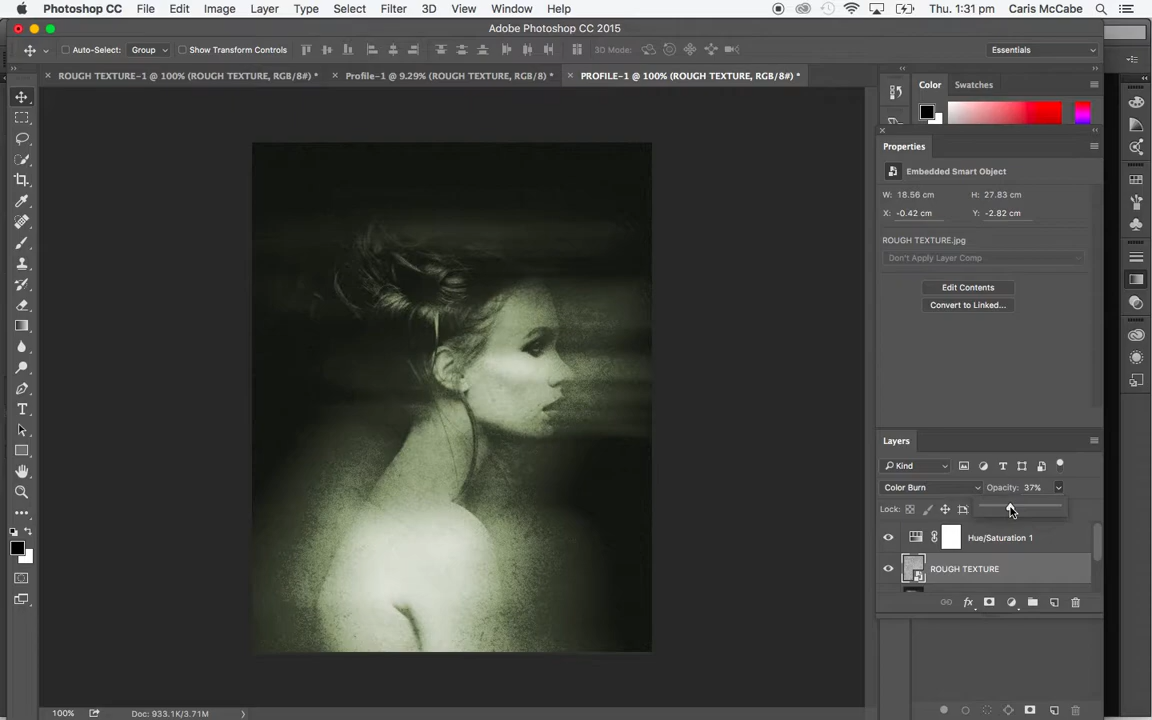 Photoshop CC File Edit Image Layer Type Select Filter 3D View Window Help Thu. 1:31 pm Caris McCabe
Adobe Photoshop CC 2015
Auto-Select: Group Show Transform Controls 3D Mode: Essentials
ROUGH TEXTURE-1 @ 100% (ROUGH TEXTURE, RGB/8#) * Profile-1 @ 9.29% (ROUGH TEXTURE, RGB/8) * PROFILE-1 @ 100% (ROUGH TEXTURE, RGB/8#) *
Color Swatches
Properties
Embedded Smart Object
W: 18.56 cm H: 27.83 cm
X: -0.42 cm Y: -2.82 cm
ROUGH TEXTURE.jpg
Don't Apply Layer Comp
Edit Contents
Convert to Linked...
Layers
Kind
Color Burn Opacity: 37%
Lock:
Hue/Saturation 1
ROUGH TEXTURE
100% Doc: 933.1K/3.71M